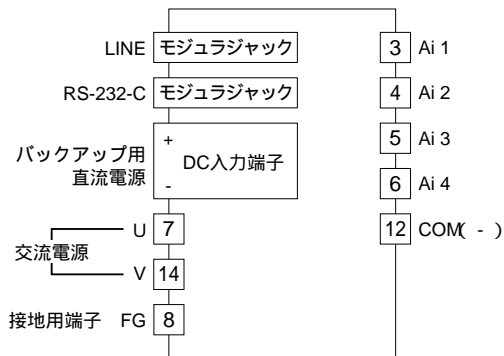 LINE モジュラジャック 3 Ai 1
RS-232-C モジュラジャック 4 Ai 2
バックアップ用
直流電源
+
DC入力端子
-
5 Ai 3
6 Ai 4
交流電源
U 7
V 14
12 COM( - )
接地用端子 FG 8